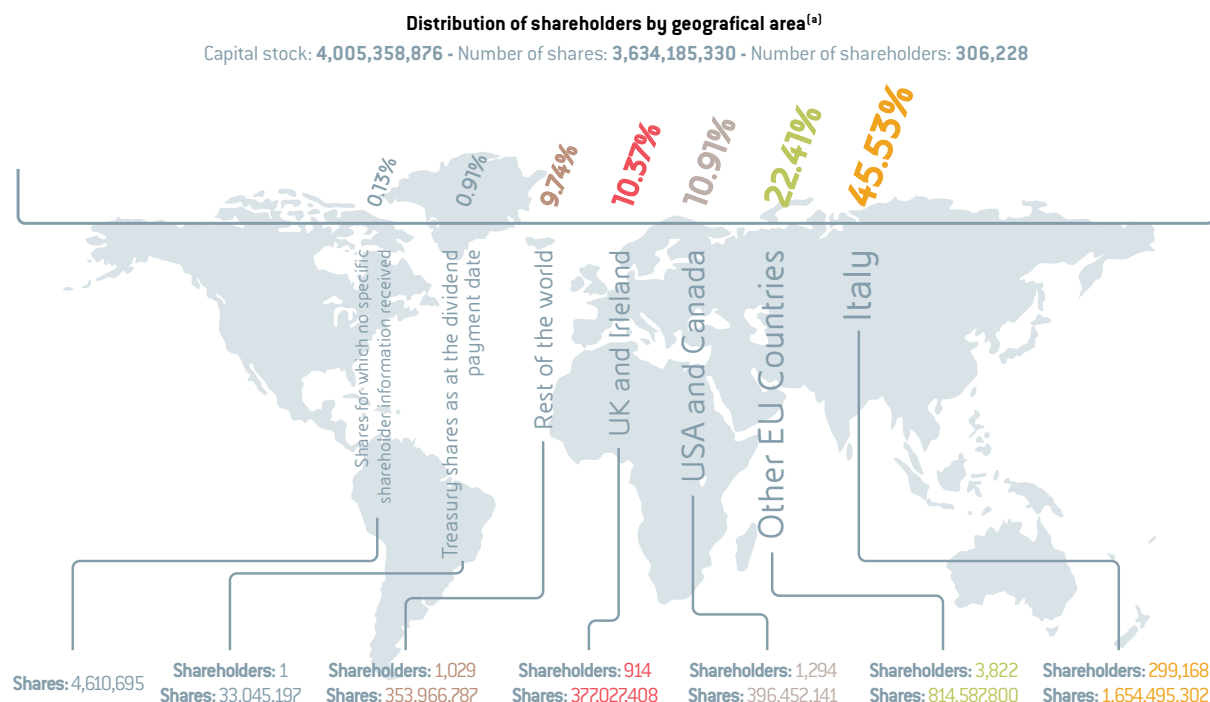 Distribution of shareholders by geografical area(a)
Capital stock: 4,005,358,876 - Number of shares: 3,634,185,330 - Number of shareholders: 306,228
0.13%
0.91%
9.74%
10.37%
10.91%
22.41%
45.53%
Shares for which no specific
shareholder information received
Treasury shares as at the dividend
payment date
Rest of the world
UK and Irleland
USA and Canada
Other EU Countries
Italy
Shares: 4,610,695
Shareholders: 1
Shares: 33.045.197
Shareholders: 1,029
Shares: 353.966.787
Shareholders: 914
Shares: 377.027.408
Shareholders: 1,294
Shares: 396.452.141
Shareholders: 3,822
Shares: 814.587.800
Shareholders: 299,168
Shares: 1.654.495.302